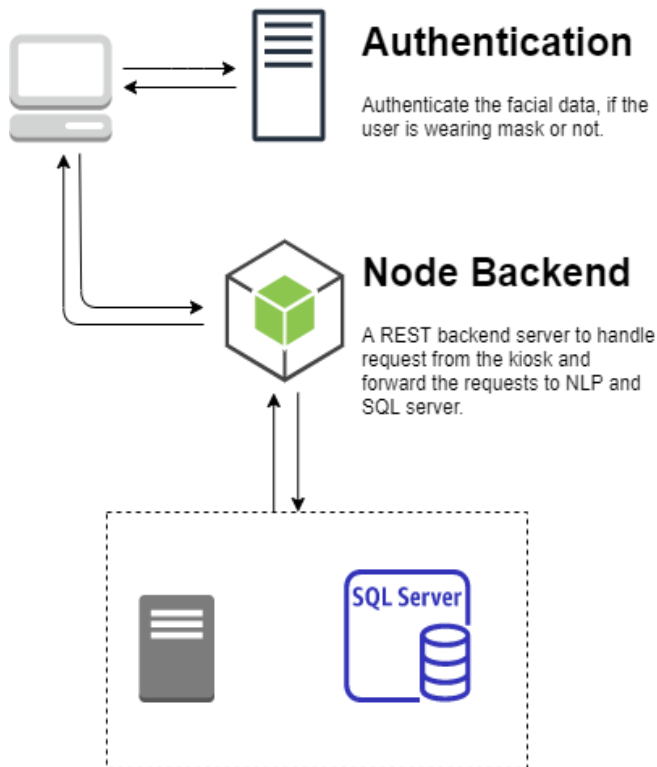 Authentication
Authenticate the facial data, if the
user is wearing mask or not.
Node Backend
A REST backend server to handle
request from the kiosk and
forward the requests to NLP and
SQL server.
SQL Server